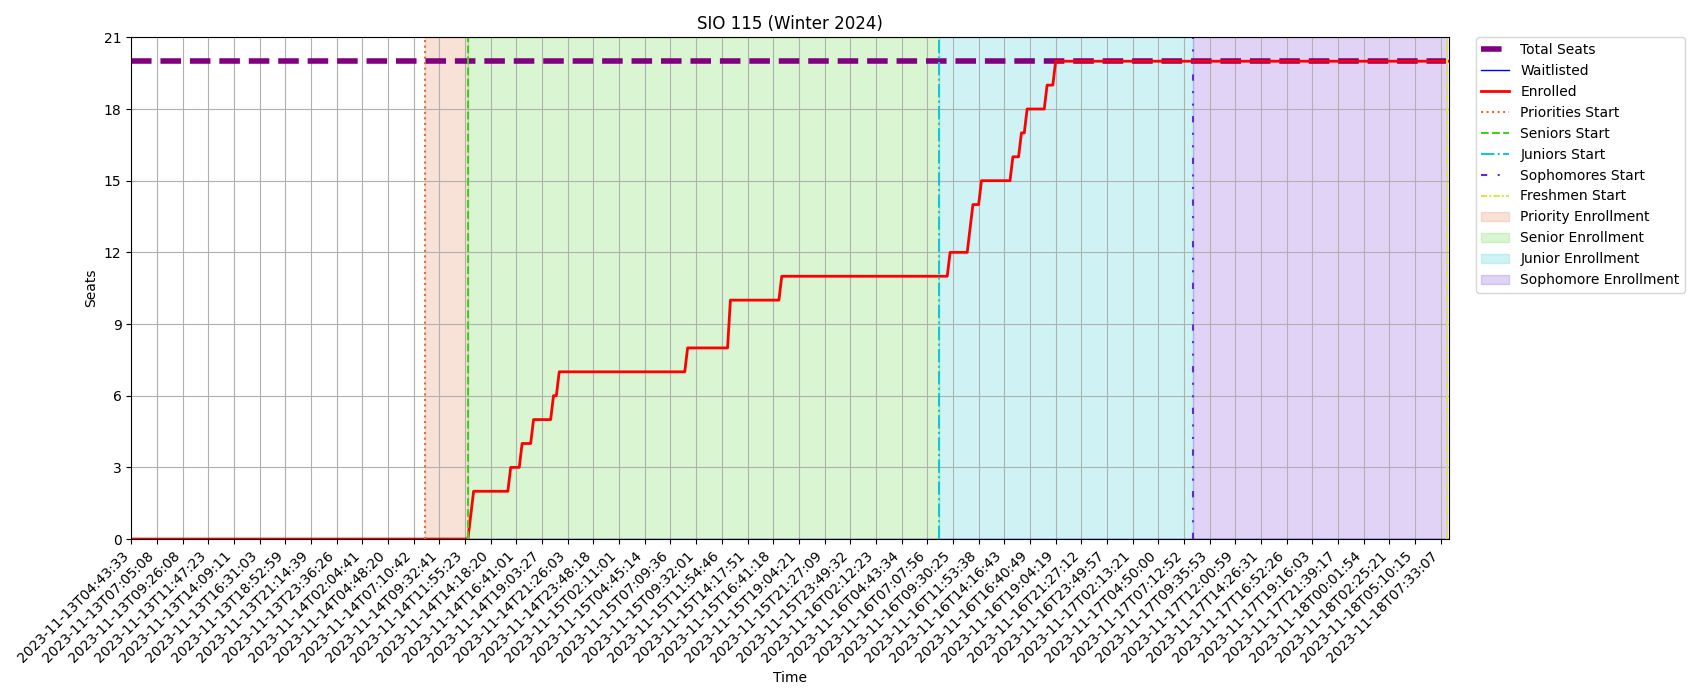 SIO 115 (Winter 2024)
21
18
15
12
9
6
3
0
Seats
2023-11-13T04:43:33
2023-11-13T07:05:08
2023-11-13T09:26:08
2023-11-13T11:47:23
2023-11-13T14:09:11
2023-11-13T16:31:03
2023-11-13T18:52:59
2023-11-13T21:14:39
2023-11-13T23:36:26
2023-11-14T02:04:41
2023-11-14T04:48:20
2023-11-14T07:10:42
2023-11-14T09:32:41
2023-11-14T11:55:23
2023-11-14T14:18:20
2023-11-14T16:41:01
2023-11-14T19:03:27
2023-11-14T21:26:03
2023-11-14T23:48:18
2023-11-15T02:11:01
2023-11-15T04:45:14
2023-11-15T07:09:36
2023-11-15T09:32:01
2023-11-15T11:54:46
2023-11-15T14:17:51
2023-11-15T16:41:18
2023-11-15T19:04:21
2023-11-15T21:27:09
2023-11-15T23:49:32
2023-11-16T02:12:23
2023-11-16T04:43:34
2023-11-16T07:07:56
2023-11-16T09:30:25
2023-11-16T11:53:38
2023-11-16T14:16:43
2023-11-16T16:40:49
2023-11-16T19:04:19
2023-11-16T21:27:12
2023-11-16T23:49:57
2023-11-17T02:13:21
2023-11-17T04:50:00
2023-11-17T07:12:52
2023-11-17T09:35:53
2023-11-17T12:00:59
2023-11-17T14:26:31
2023-11-17T16:52:26
2023-11-17T19:16:03
2023-11-17T21:39:17
2023-11-18T00:01:54
2023-11-18T02:25:21
2023-11-18T05:10:15
2023-11-18T07:33:07
Time
Total Seats
Waitlisted
Enrolled
Priorities Start
Seniors Start
Juniors Start
Sophomores Start
Freshmen Start
Priority Enrollment
Senior Enrollment
Junior Enrollment
Sophomore Enrollment